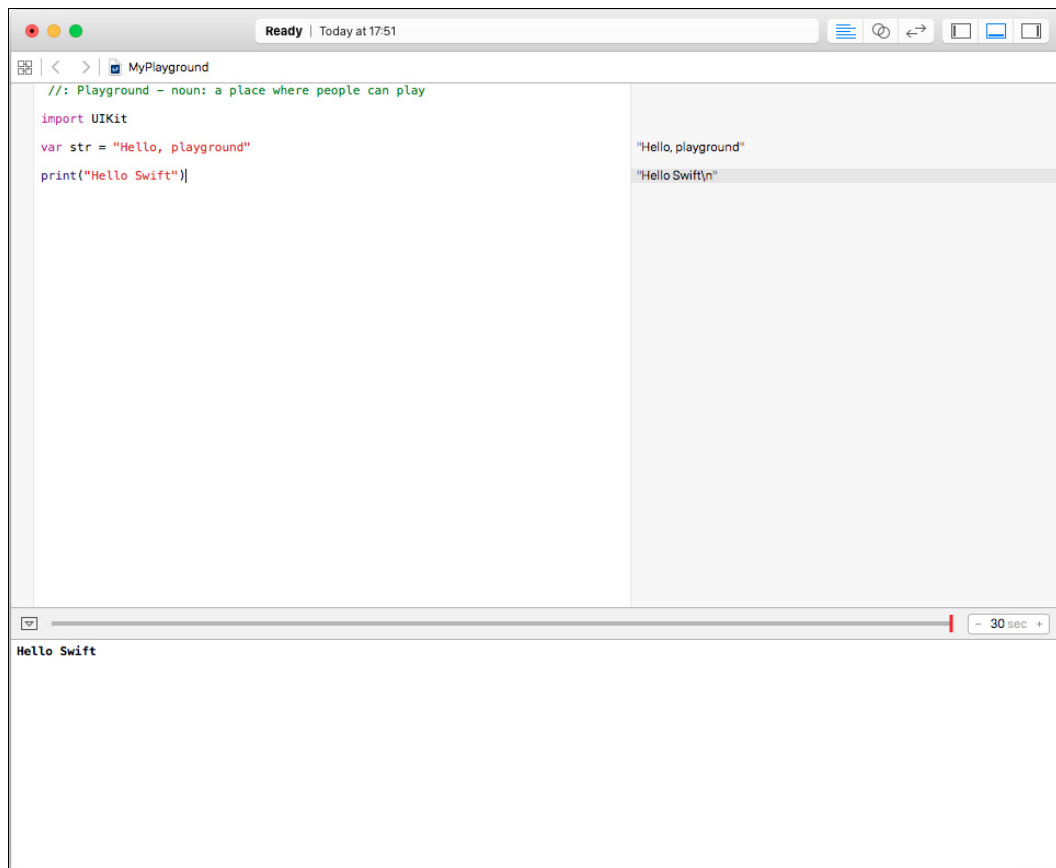 Ready | Today at 17:51
MyPlayground
//: Playground – noun: a place where people can play
import UIKit
var str = "Hello, playground"
"Hello, playground"
print("Hello Swift")
"Hello Swift\n"
- 30 sec +
Hello Swift